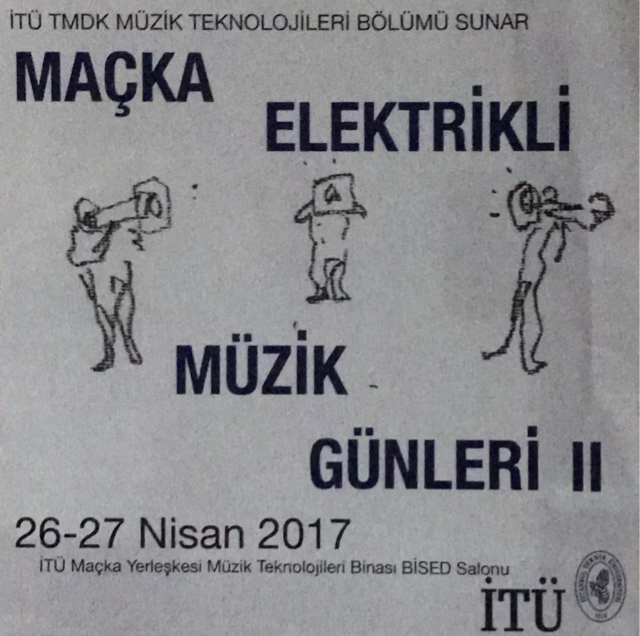 İTÜ TMDK MÜZİK TEKNOLOJİLERİ BÖLÜMÜ SUNAR
MAÇKA
ELEKTRİKLİ
MÜZİK
GÜNLERİ II
26-27 Nisan 2017
İTÜ Maçka Yerleşkesi Müzik Teknolojileri Binası BİSED Salonu
İTÜ